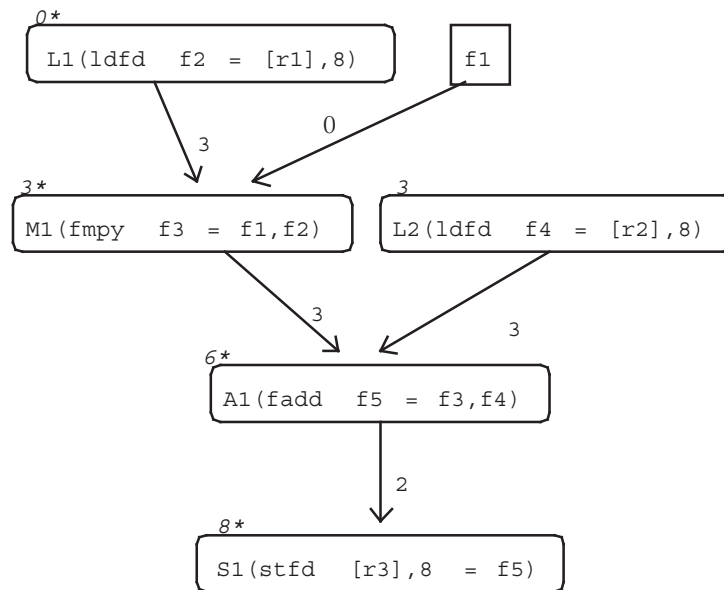 0*
L1(ldfd f2 = [r1],8)
f1
3
0
3*
M1(fmpy f3 = f1,f2)
3
L2(ldfd f4 = [r2],8)
3
3
6*
A1(fadd f5 = f3,f4)
2
8*
S1(stfd [r3],8 = f5)